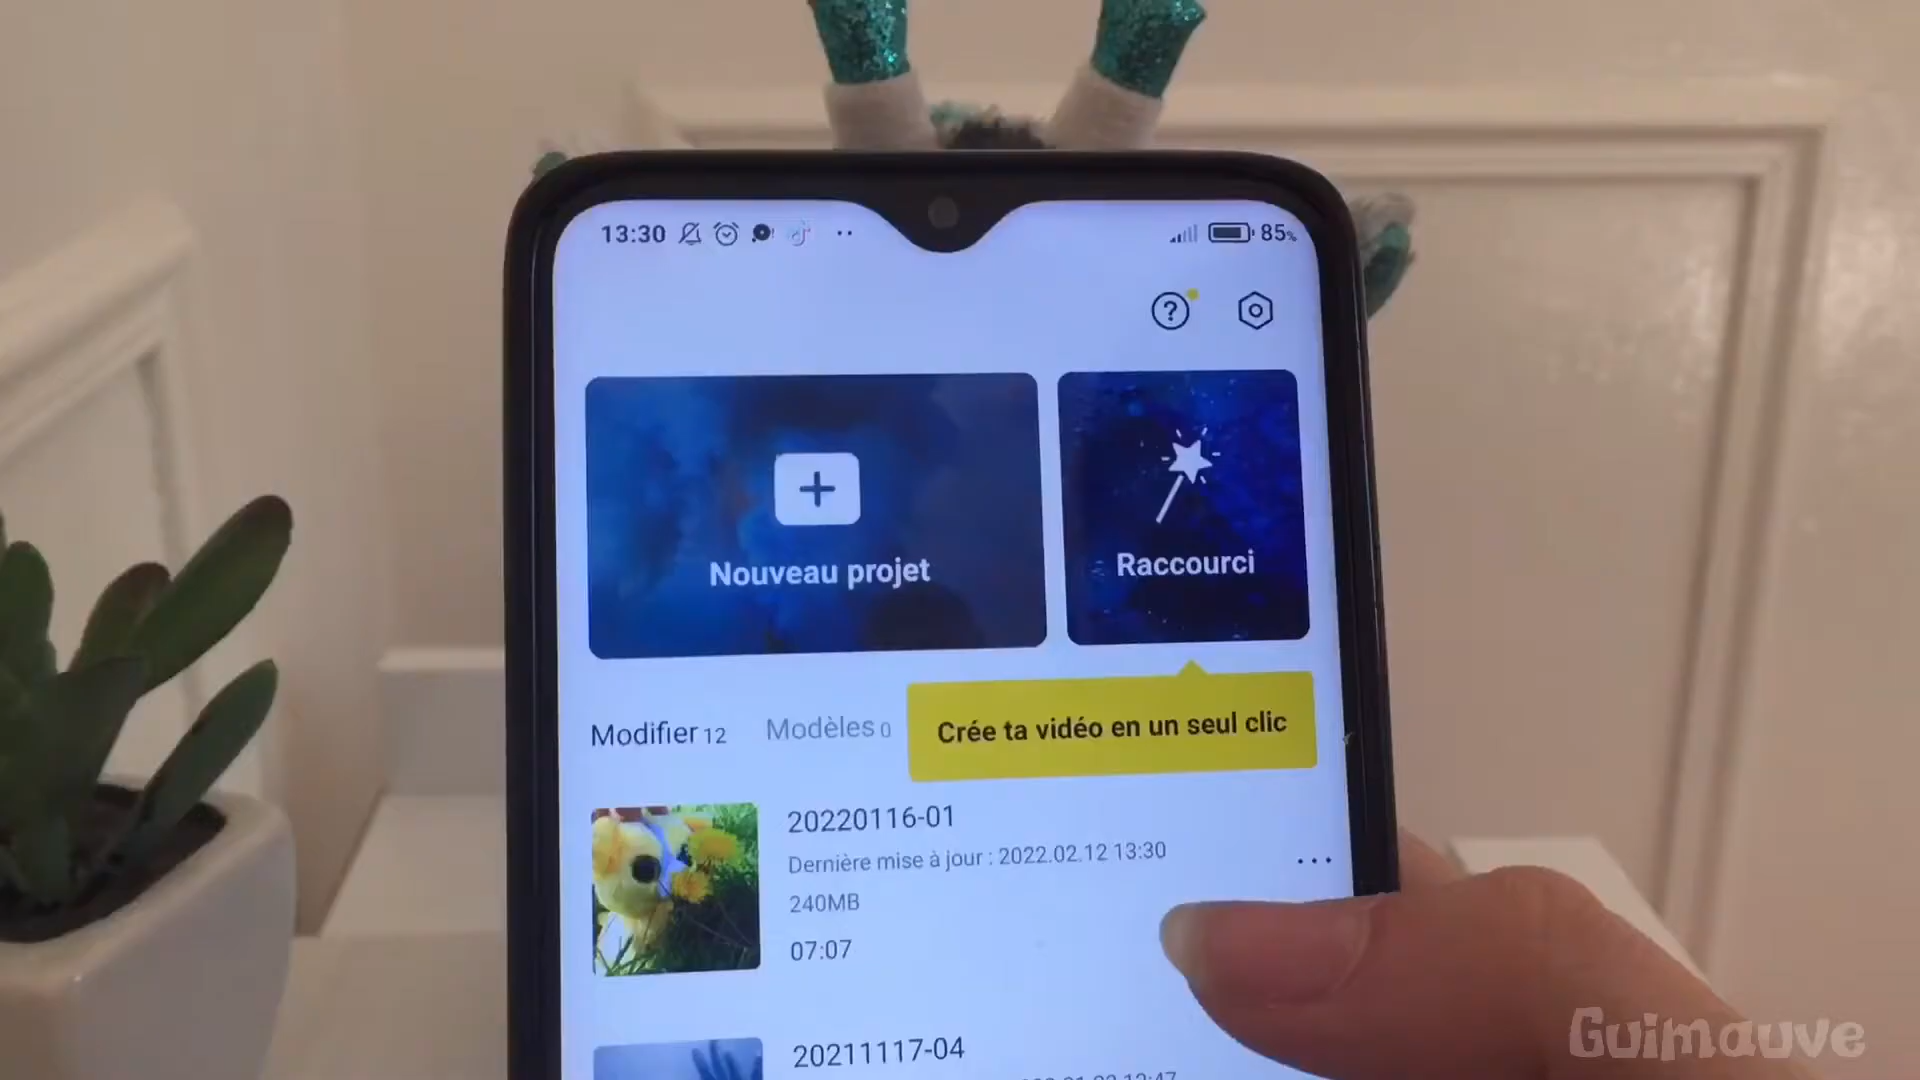 13:30
85%
Nouveau projet
Raccourci
Modifier 12
Modèles 0
Crée ta vidéo en un seul clic
20220116-01
Dernière mise à jour : 2022.02.12 13:30
240MB
07:07
20211117-04
Guimauve